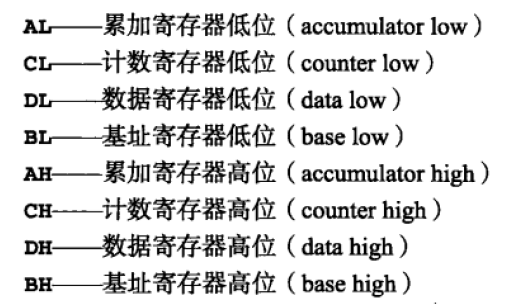 AL——累加寄存器低位（accumulator low）
CL——计数寄存器低位（counter low）
DL——数据寄存器低位（data low）
BL——基址寄存器低位（base low）
AH——累加寄存器高位（accumulator high）
CH——计数寄存器高位（counter high）
DH——数据寄存器高位（data high）
BH——基址寄存器高位（base high）